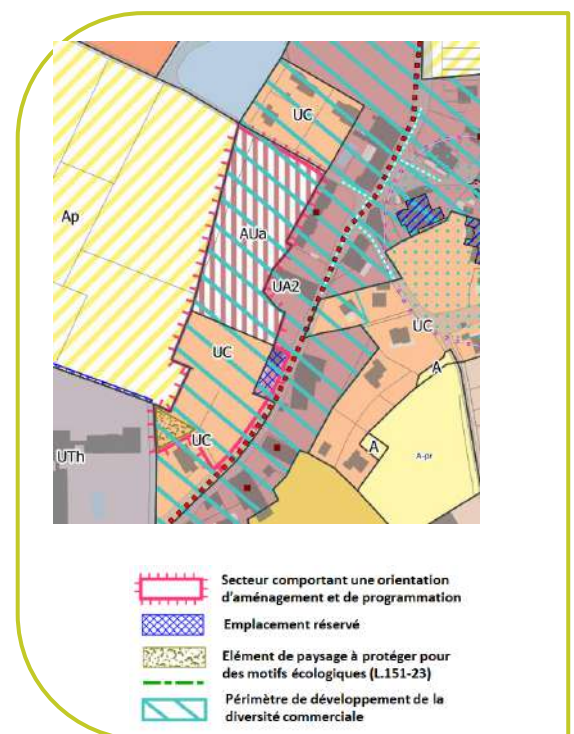 UC
Ap
AUa
UA2
UC
UC
A
UC
A
UTh
A-pr
Secteur comportant une orientation
d'aménagement et de programmation
Emplacement réservé
Elément de paysage à protéger pour
des motifs écologiques (L.151-23)
Périmètre de développement de la
diversité commerciale